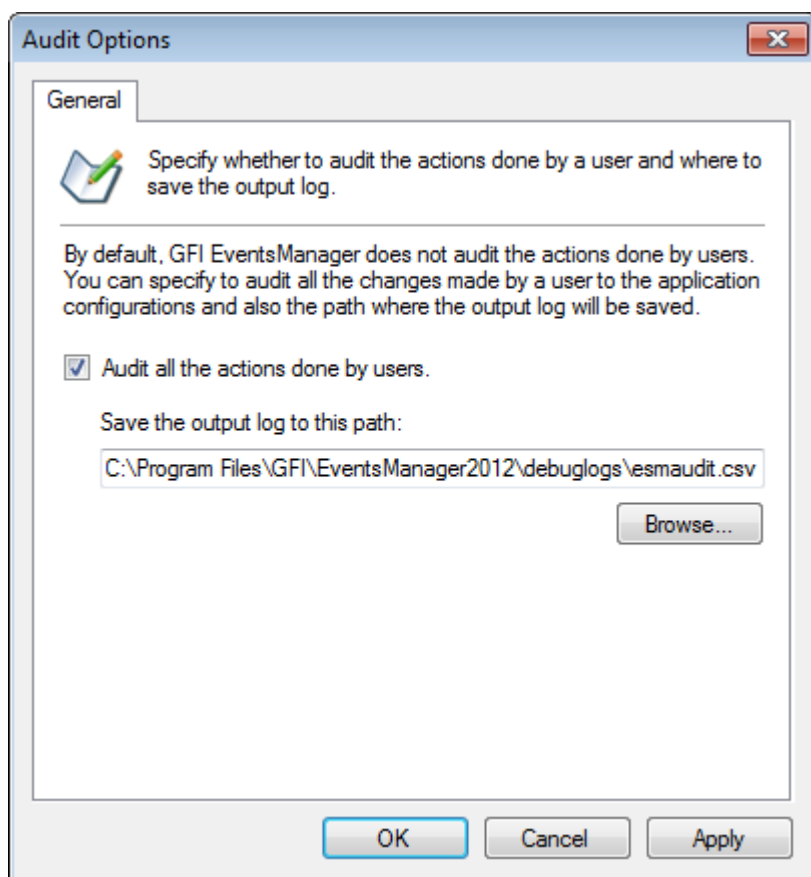 Audit Options
General
Specify whether to audit the actions done by a user and where to
save the output log.
By default, GFI EventsManager does not audit the actions done by users.
You can specify to audit all the changes made by a user to the application
configurations and also the path where the output log will be saved.
Audit all the actions done by users.
Save the output log to this path:
C:\Program Files\GFI\EventsManager2012\debuglogs\esmaudit.csv
Browse...
OK
Cancel
Apply